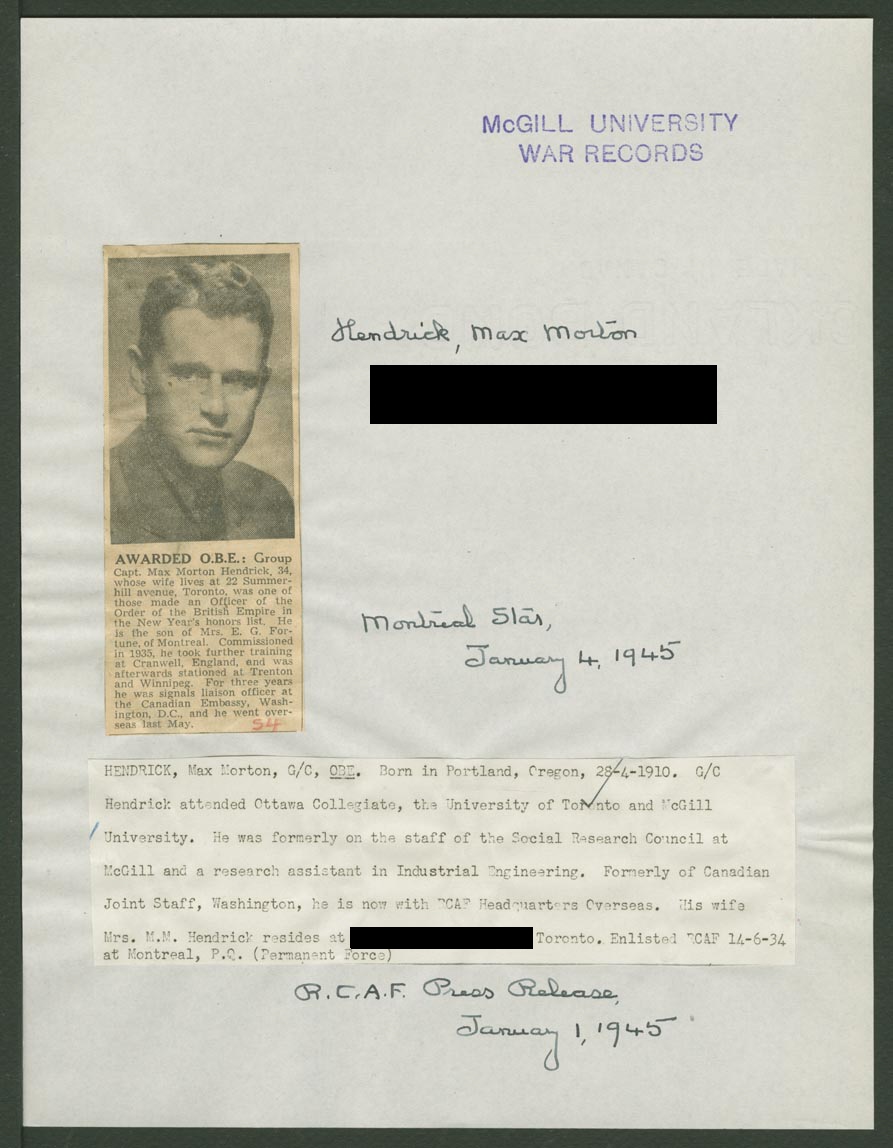 McGILL UNIVERSITY
WAR RECORDS
Hendrick, Max Morton
AWARDED O.B.E.: Group
Capt. Max Morton Hendrick, 34,
whose wife lives at 22 Summer-
hill avenue, Toronto, was one of
those made an Officer of the
Order of the British Empire in
the New Year's honors list. He
is the son of Mrs. E. G. For-
tune, of Montreal. Commissioned
in 1935, he took further training
at Cranwell, England, and was
afterwards stationed at Trenton
and Winnipeg. For three years
he was signals liaison officer at
the Canadian Embassy, Wash-
ington, D.C., and he went over-
seas last May.
54
Montreal Star,
January 4, 1945
HENDRICK, Max Morton, G/C, OBE. Born in Portland, Oregon, 28-4-1910. G/C
Hendrick attended Ottawa Collegiate, the University of Toronto and McGill
University. He was formerly on the staff of the Social Research Council at
McGill and a research assistant in Industrial Engineering. Formerly of Canadian
Joint Staff, Washington, he is now with RCAF Headquarters Overseas. His wife
Mrs. M.M. Hendrick resides at Toronto. Enlisted RCAF 14-6-34
at Montreal, P.Q. (Permanent Force)
R.C.A.F. Press Release,
January 1, 1945